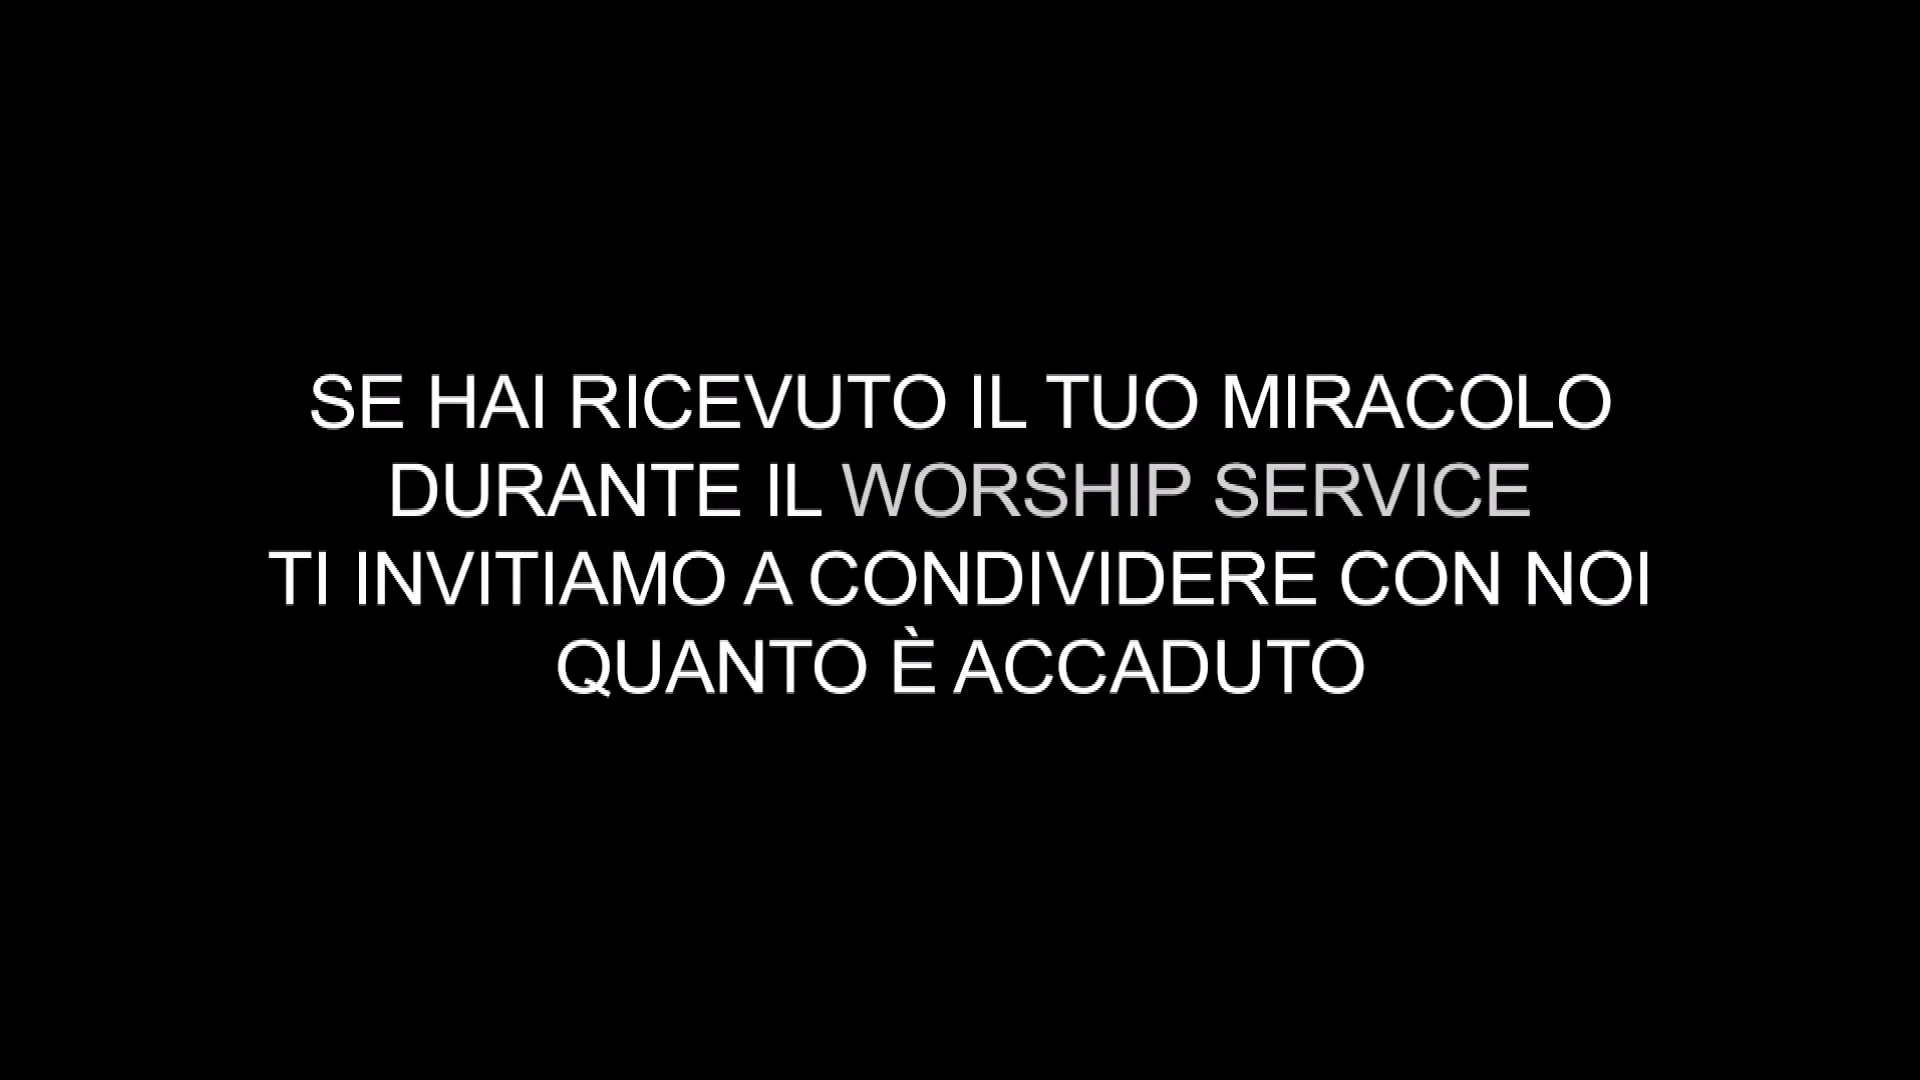 SE HAI RICEVUTO IL TUO MIRACOLO
DURANTE IL WORSHIP SERVICE
TI INVITIAMO A CONDIVIDERE CON NOI
QUANTO È ACCADUTO